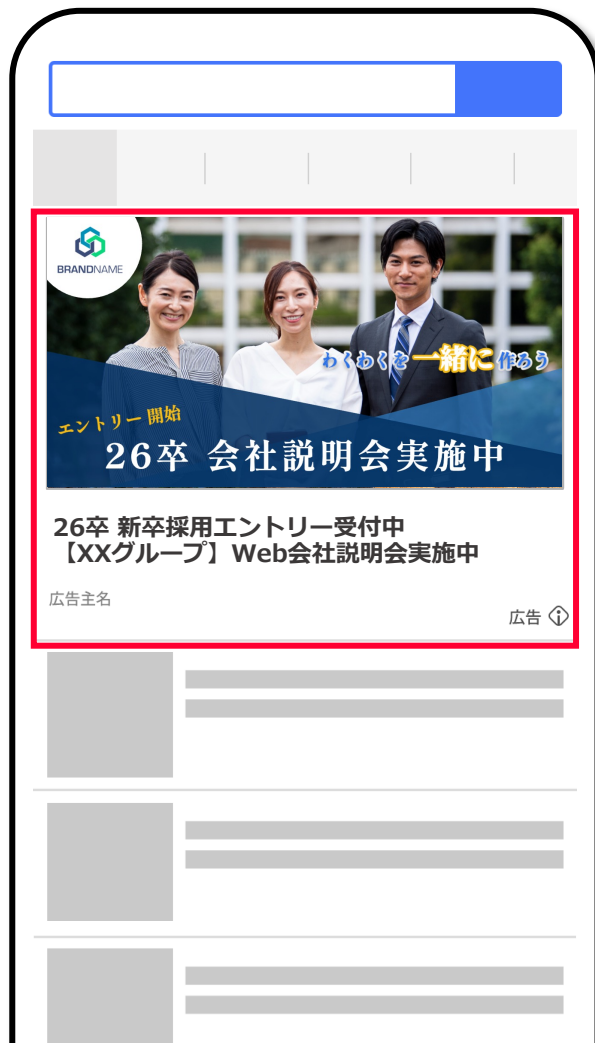 BRANDNAME
わくわくを一緒に作ろう
エントリー開始
26卒 会社説明会実施中
26卒 新卒採用エントリー受付中
【XXグループ】Web会社説明会実施中
広告主名
広告